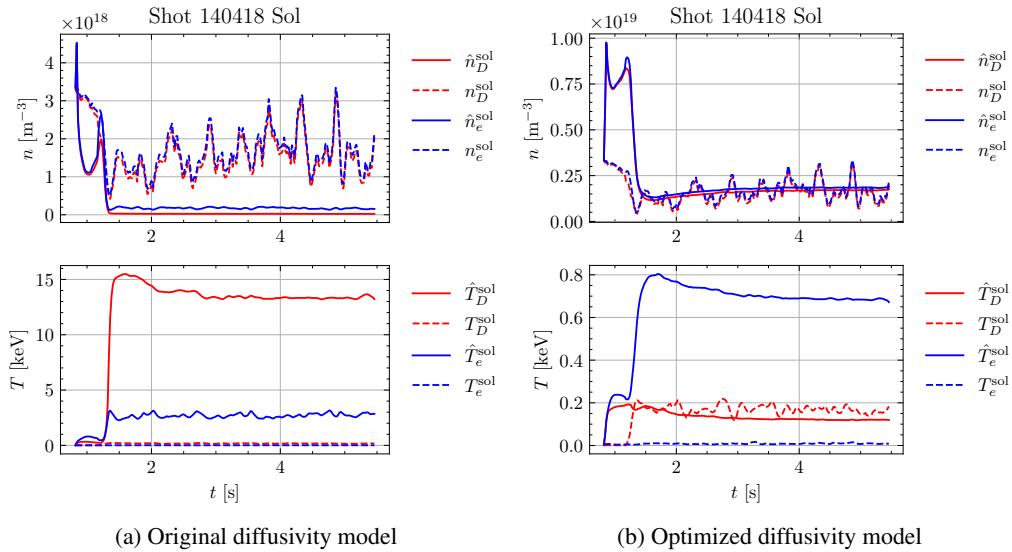 Shot 140418 Sol
×10^18
n [m^−3]
4
3
2
1
0
2
4
n̂_D^sol
n_D^sol
n̂_e^sol
n_e^sol
T [keV]
15
10
5
0
2
4
t [s]
T̂_D^sol
T_D^sol
T̂_e^sol
T_e^sol
(a) Original diffusivity model
Shot 140418 Sol
×10^19
n [m^−3]
1.00
0.75
0.50
0.25
0.00
2
4
n̂_D^sol
n_D^sol
n̂_e^sol
n_e^sol
T [keV]
0.8
0.6
0.4
0.2
0.0
2
4
t [s]
T̂_D^sol
T_D^sol
T̂_e^sol
T_e^sol
(b) Optimized diffusivity model